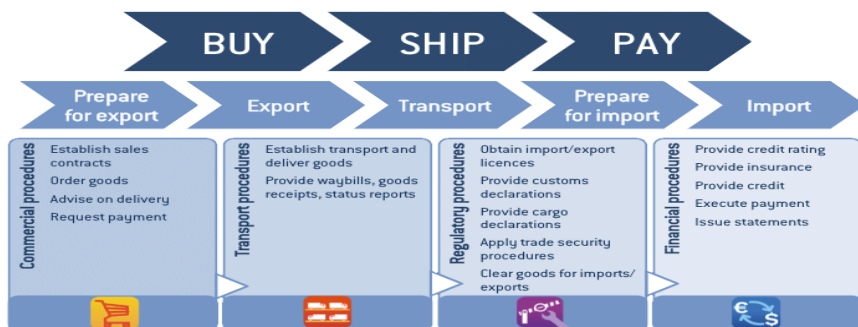 BUY
SHIP
PAY
Prepare
for export
Export
Transport
Prepare
for import
Import
Commercial procedures
Establish sales
contracts
Order goods
Advise on delivery
Request payment
Transport procedures
Establish transport and
deliver goods
Provide waybills, goods
receipts, status reports
Regulatory procedures
Obtain import/export
licences
Provide customs
declarations
Provide cargo
declarations
Apply trade security
procedures
Clear goods for imports/
exports
Financial procedures
Provide credit rating
Provide insurance
Provide credit
Execute payment
Issue statements
€
$